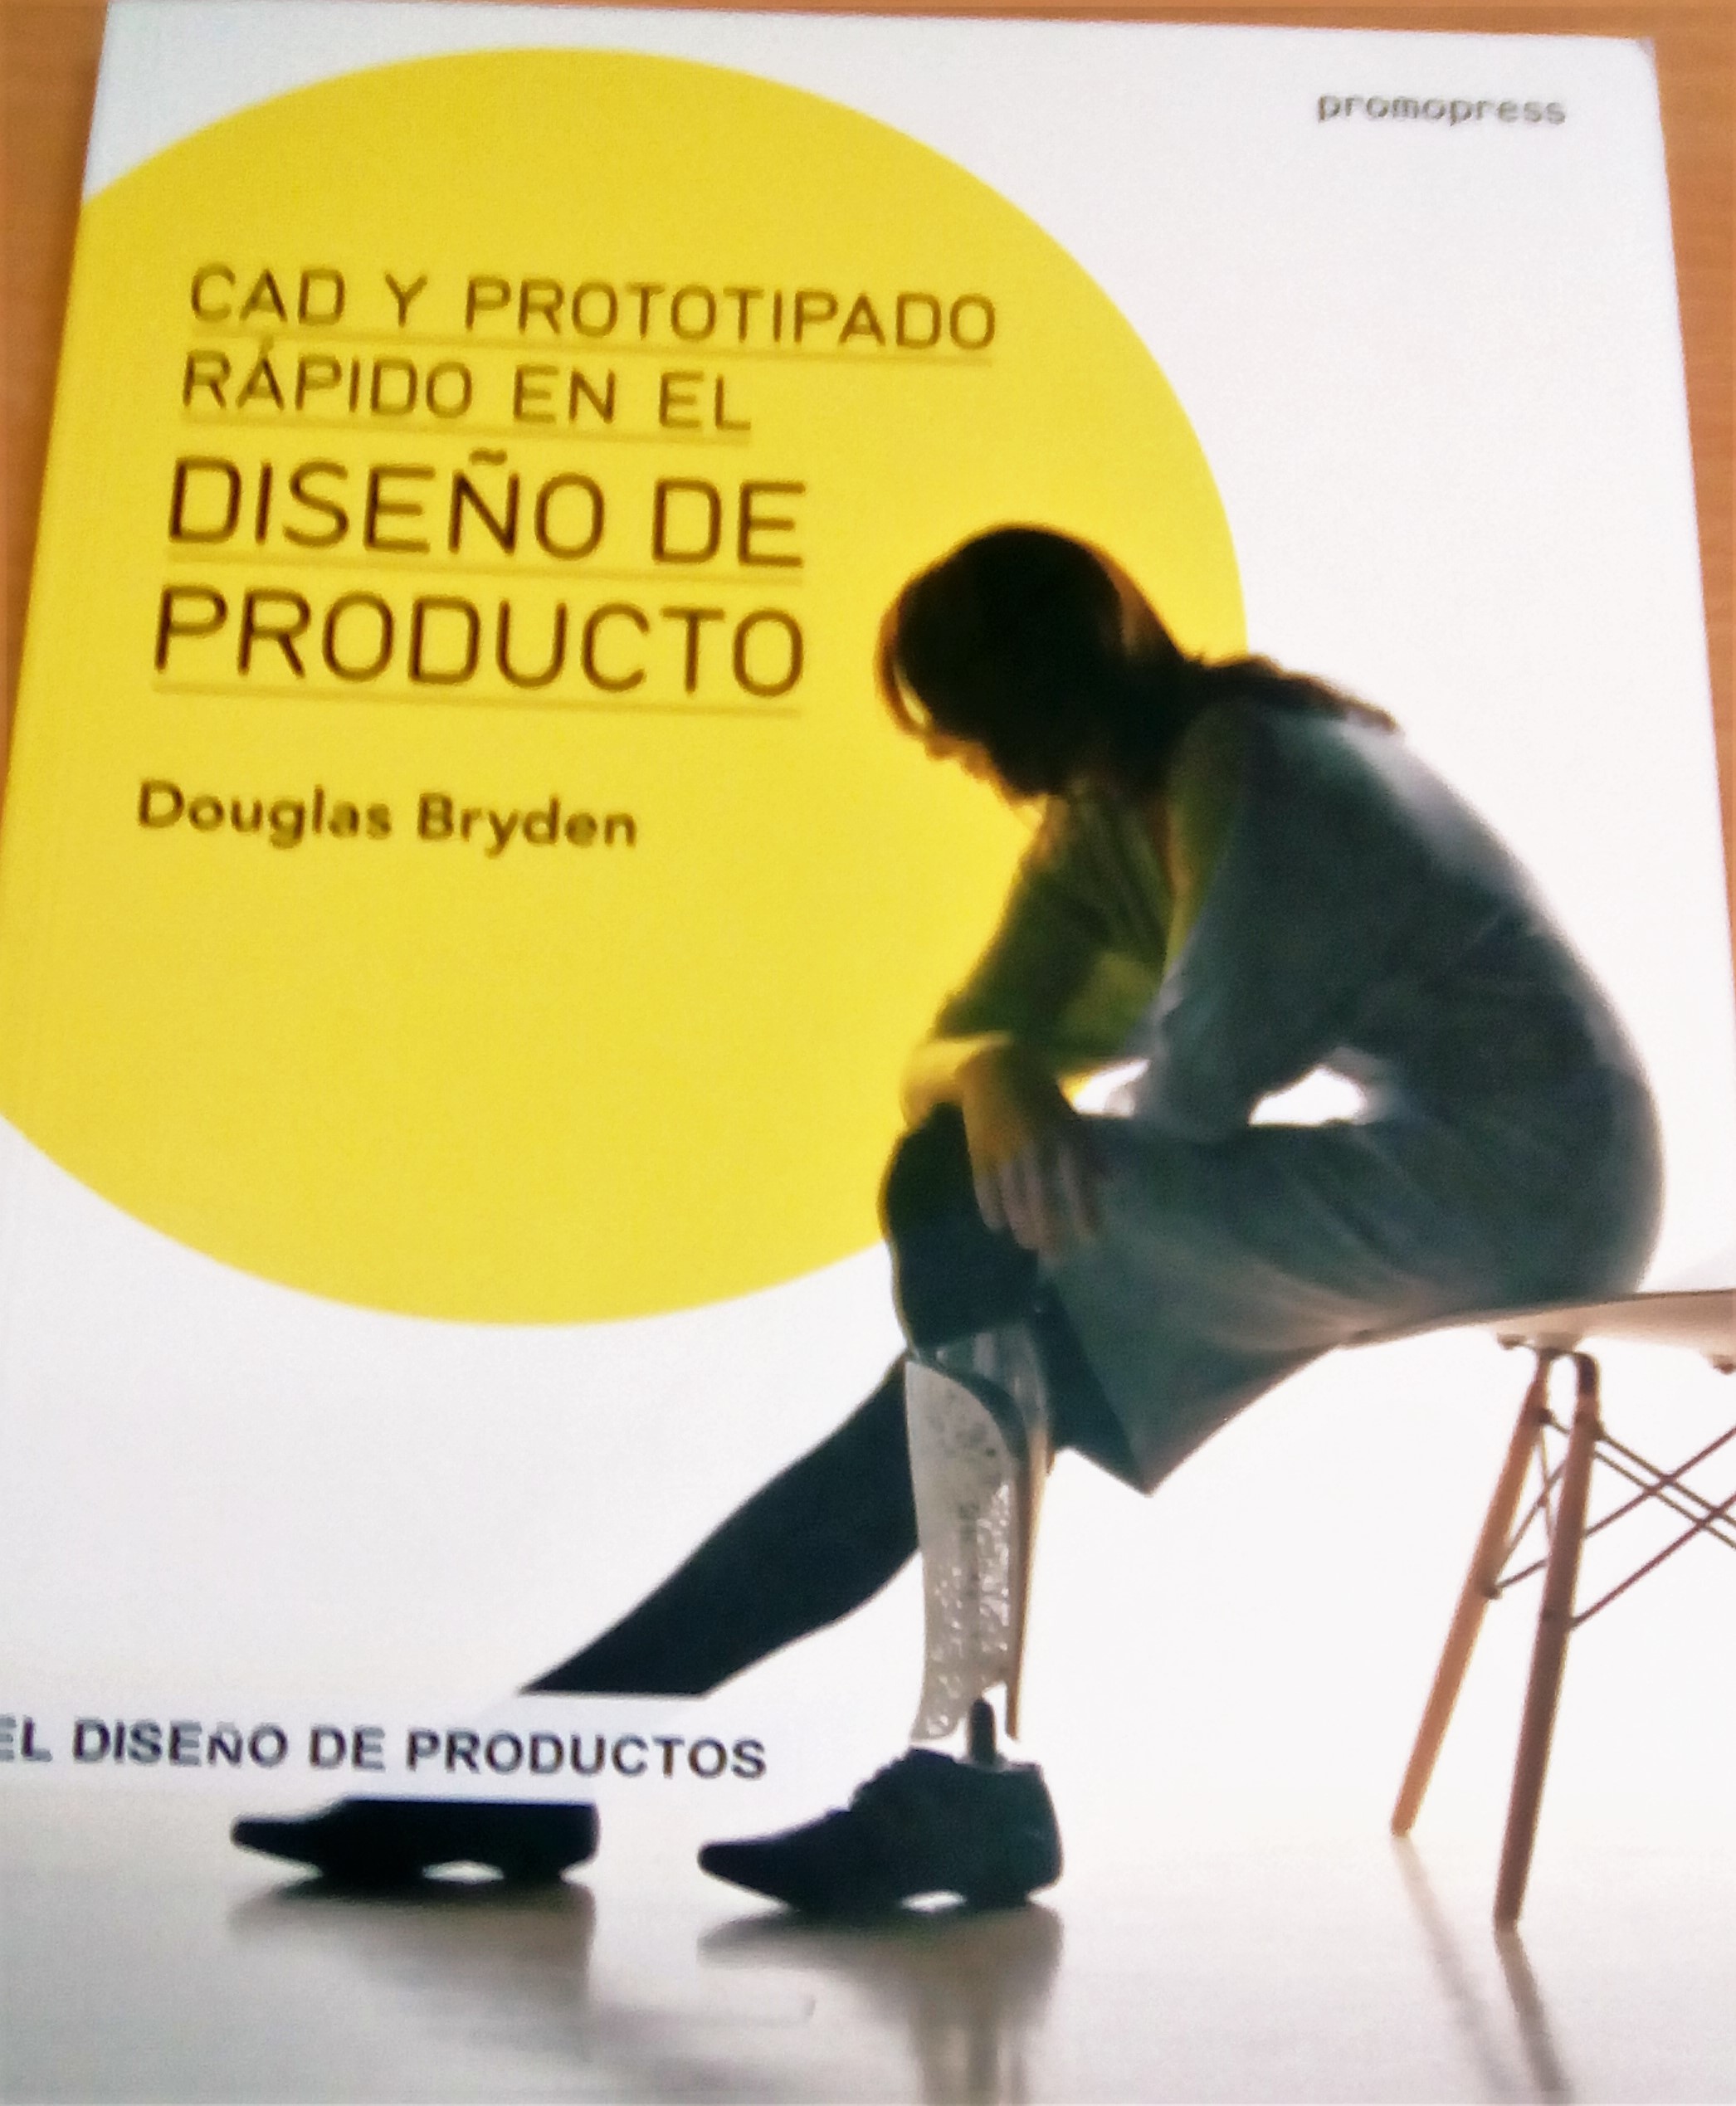 promopress
CAD Y PROTOTIPADO
RÁPIDO EN EL
DISEÑO DE
PRODUCTO
Douglas Bryden
EL DISEÑO DE PRODUCTOS